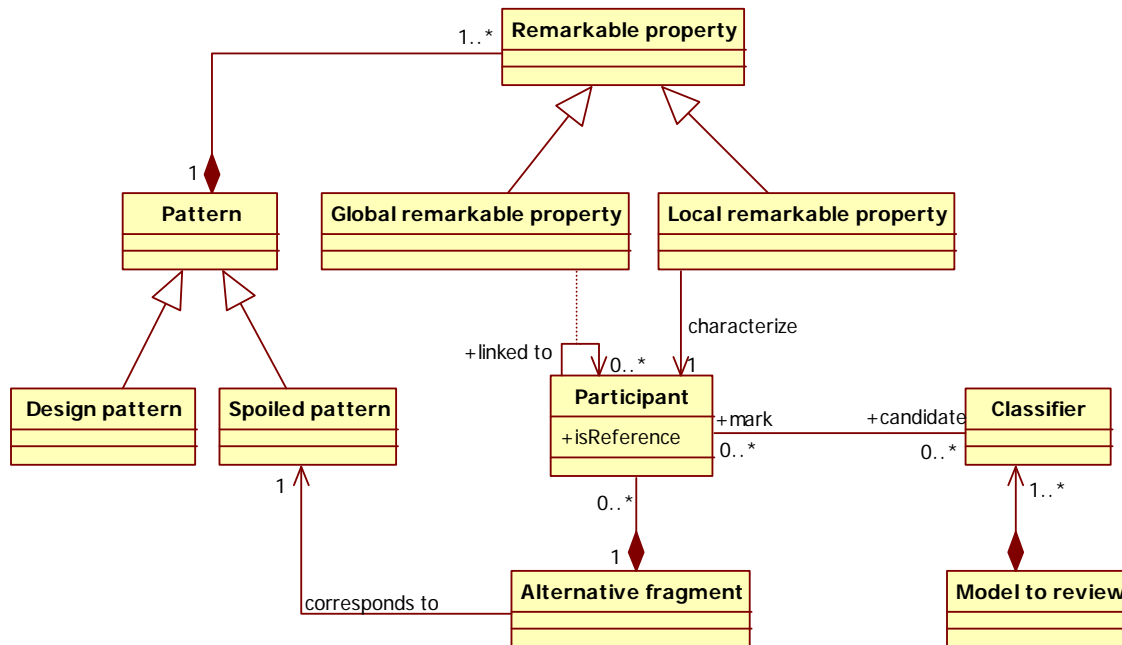 Remarkable property
1..*
1
Pattern
Global remarkable property
Local remarkable property
characterize
+linked to
0..*
1
Design pattern
Spoiled pattern
Participant
+isReference
+mark
0..*
+candidate
0..*
Classifier
1
0..*
1..*
1
Alternative fragment
Model to review
corresponds to